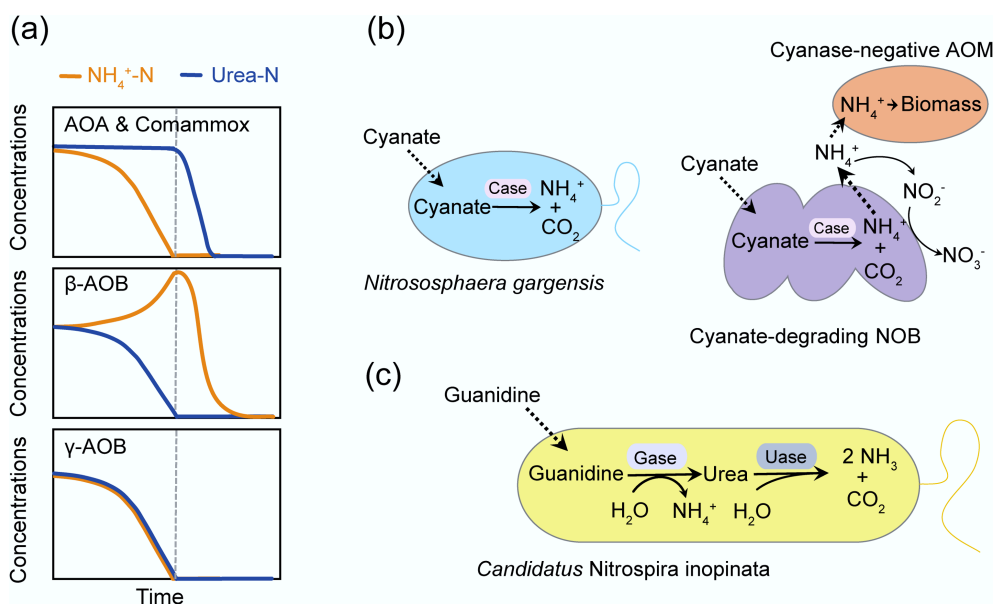 (a)
NH₄⁺-N
Urea-N
Concentrations
AOA & Comammox
Concentrations
β-AOB
Concentrations
γ-AOB
Time
(b)
Cyanate
Cyanate
Case
NH₄⁺
+
CO₂
Nitrososphaera gargensis
Cyanase-negative AOM
NH₄⁺→Biomass
NH₄⁺
NO₂⁻
NO₃⁻
Cyanate
Cyanate
Case
NH₄⁺
+
CO₂
Cyanate-degrading NOB
(c)
Guanidine
Guanidine
Gase
Urea
Uase
2 NH₃
+
CO₂
H₂O
NH₄⁺
H₂O
Candidatus Nitrospira inopinata